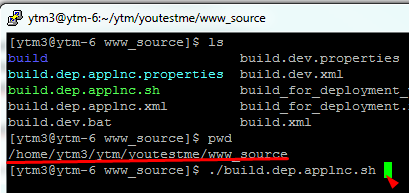 ytm3@ytm-6:~/ytm/youtestme/www_source
[ytm3@ytm-6 www_source]$ ls
build build.dev.properties
build.dep.applnc.properties build.dev.xml
build.dep.applnc.sh build_for_deployment_
build.dep.applnc.xml build_for_deployment.
build.dev.bat build.xml
[ytm3@ytm-6 www_source]$ pwd
/home/ytm3/ytm/youtestme/www_source
[ytm3@ytm-6 www_source]$ ./build.dep.applnc.sh